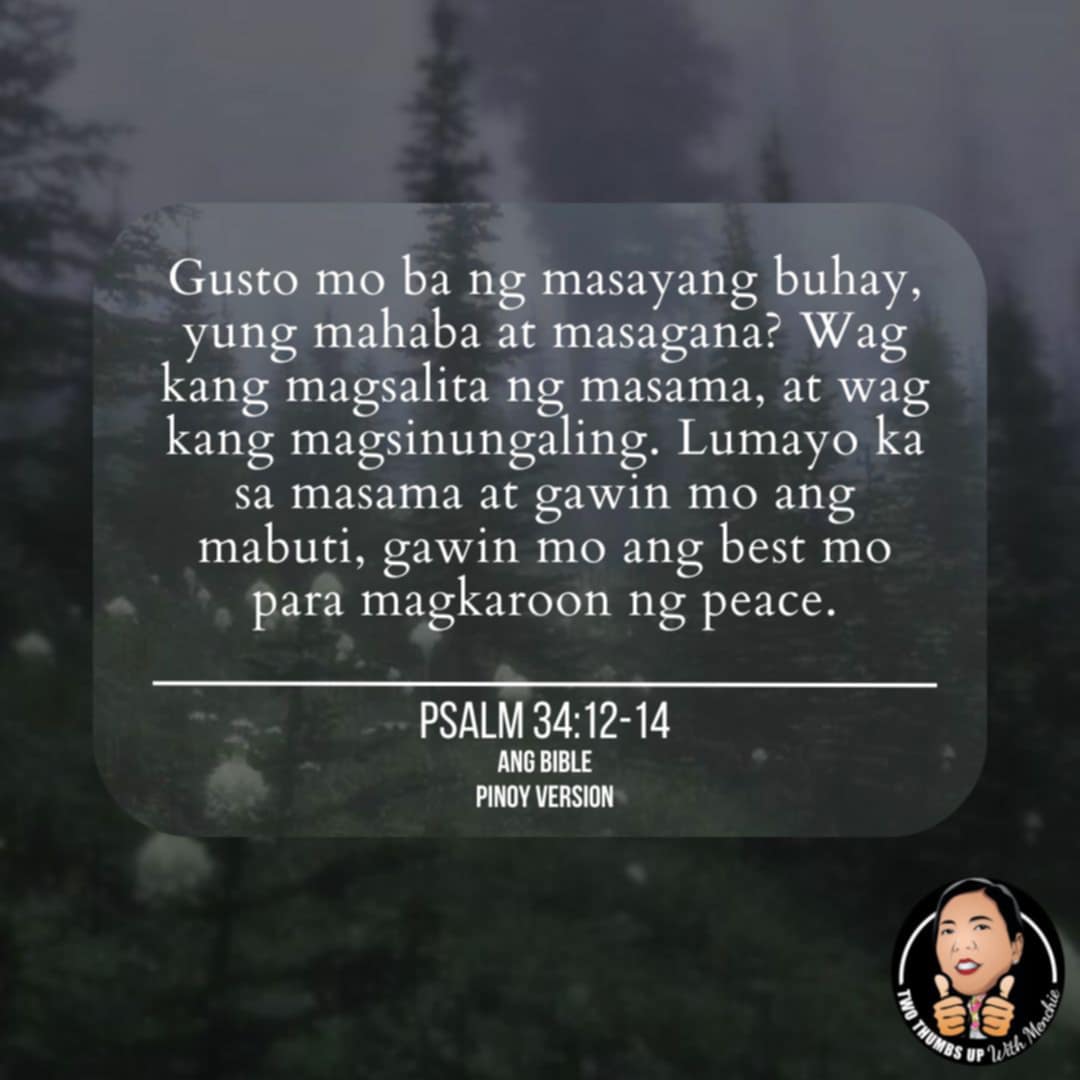 Gusto mo ba ng masayang buhay,
yung mahaba at masagana? Wag
kang magsalita ng masama, at wag
kang magsinungaling. Lumayo ka
sa masama at gawin mo ang
mabuti, gawin mo ang best mo
para magkaroon ng peace.
PSALM 34:12-14
ANG BIBLE
PINOY VERSION
TWO THUMBS UP With Menchie